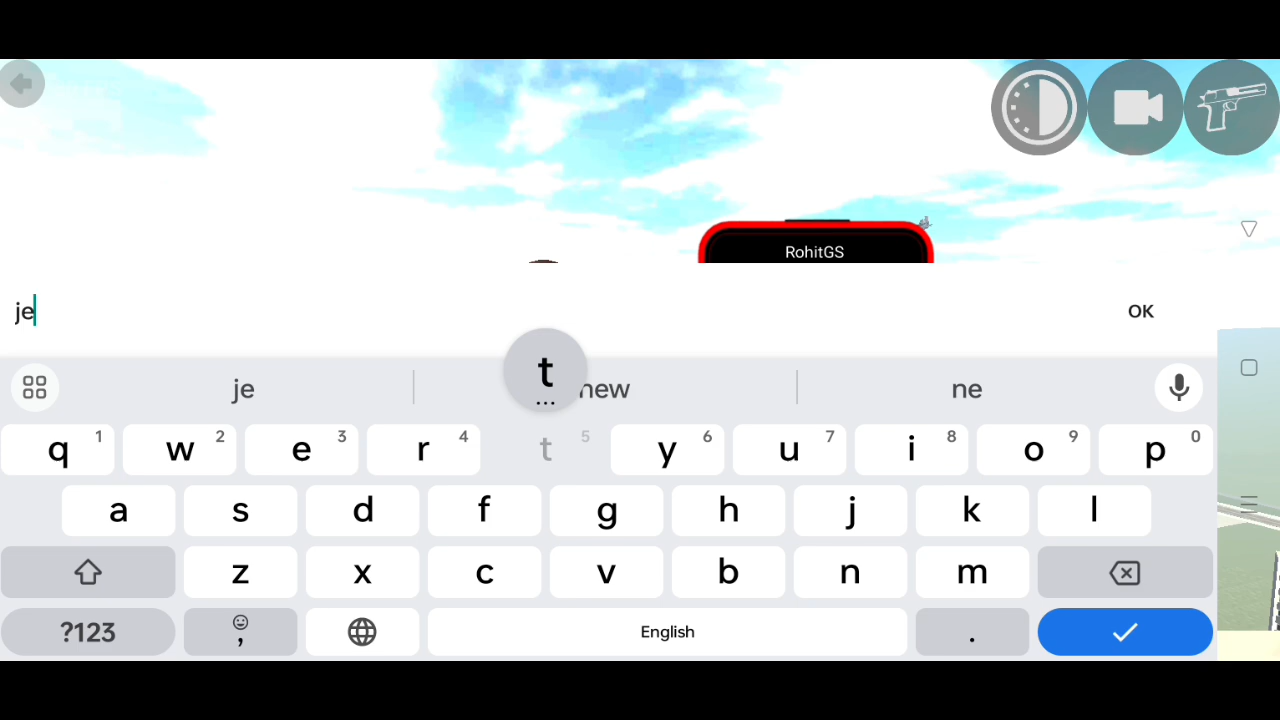 RohitGS
je
OK
t
...
je new ne
q 1 w 2 e 3 r 4 t 5 y 6 u 7 i 8 o 9 p 0
a s d f g h j k l
z x c v b n m
?123 , English .